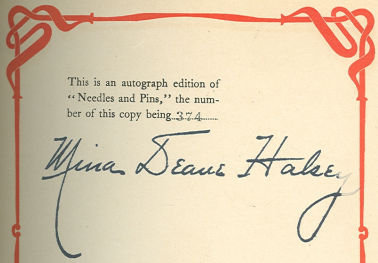 This is an autograph edition of
“Needles and Pins,” the num-
ber of this copy being 374
Mina Deane Halsey